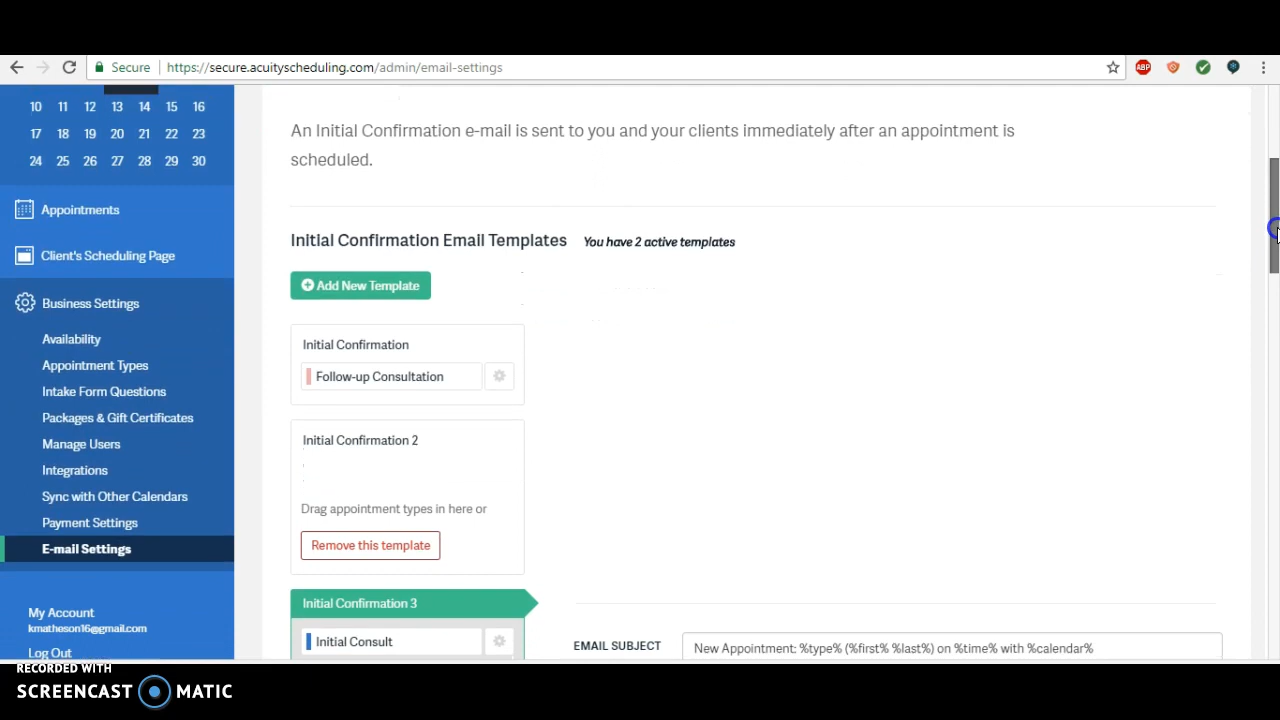 Secure
https://secure.acuityscheduling.com/admin/email-settings
ABP
10 11 12 13 14 15 16
17 18 19 20 21 22 23
24 25 26 27 28 29 30
Appointments
Client's Scheduling Page
Business Settings
Availability
Appointment Types
Intake Form Questions
Packages & Gift Certificates
Manage Users
Integrations
Sync with Other Calendars
Payment Settings
E-mail Settings
My Account
kmatheson16@gmail.com
Log Out
An Initial Confirmation e-mail is sent to you and your clients immediately after an appointment is
scheduled.
Initial Confirmation Email Templates You have 2 active templates
Add New Template
Initial Confirmation
Follow-up Consultation
Initial Confirmation 2
Drag appointment types in here or
Remove this template
Initial Confirmation 3
Initial Consult
EMAIL SUBJECT New Appointment: %type% (%first% %last%) on %time% with %calendar%
RECORDED WITH
SCREENCAST MATIC